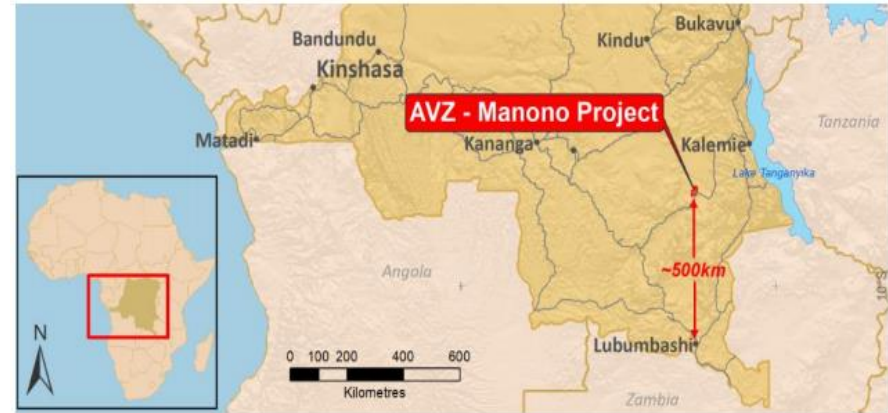 Bukavu
Bandundu
Kindu
Kinshasa
AVZ - Manono Project
Tanzania
Matadi
Kananga
Kalemie
Lake Tanganyika
Angola
~500km
10°S
N
0 100 200 400 600
Kilometres
Lubumbashi
Zambia